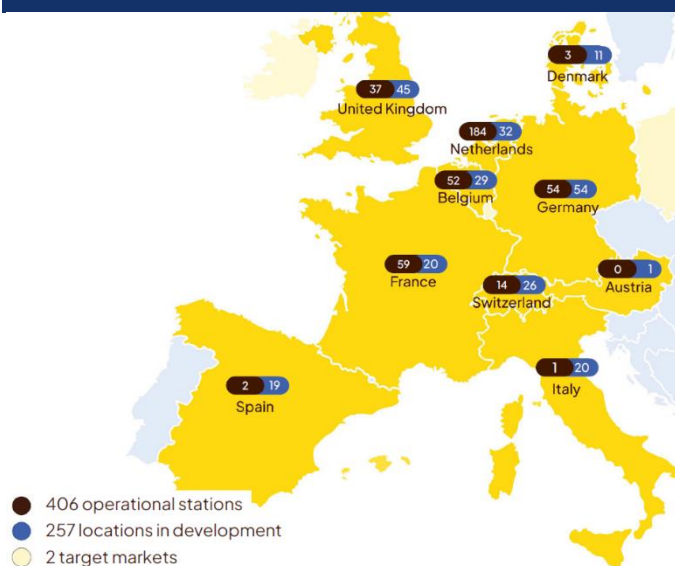 3 11
Denmark
37 45
United Kingdom
184 32
Netherlands
52 29
Belgium
54 54
Germany
59 20
France
14 26
Switzerland
0 1
Austria
2 19
Spain
1 20
Italy
406 operational stations
257 locations in development
2 target markets